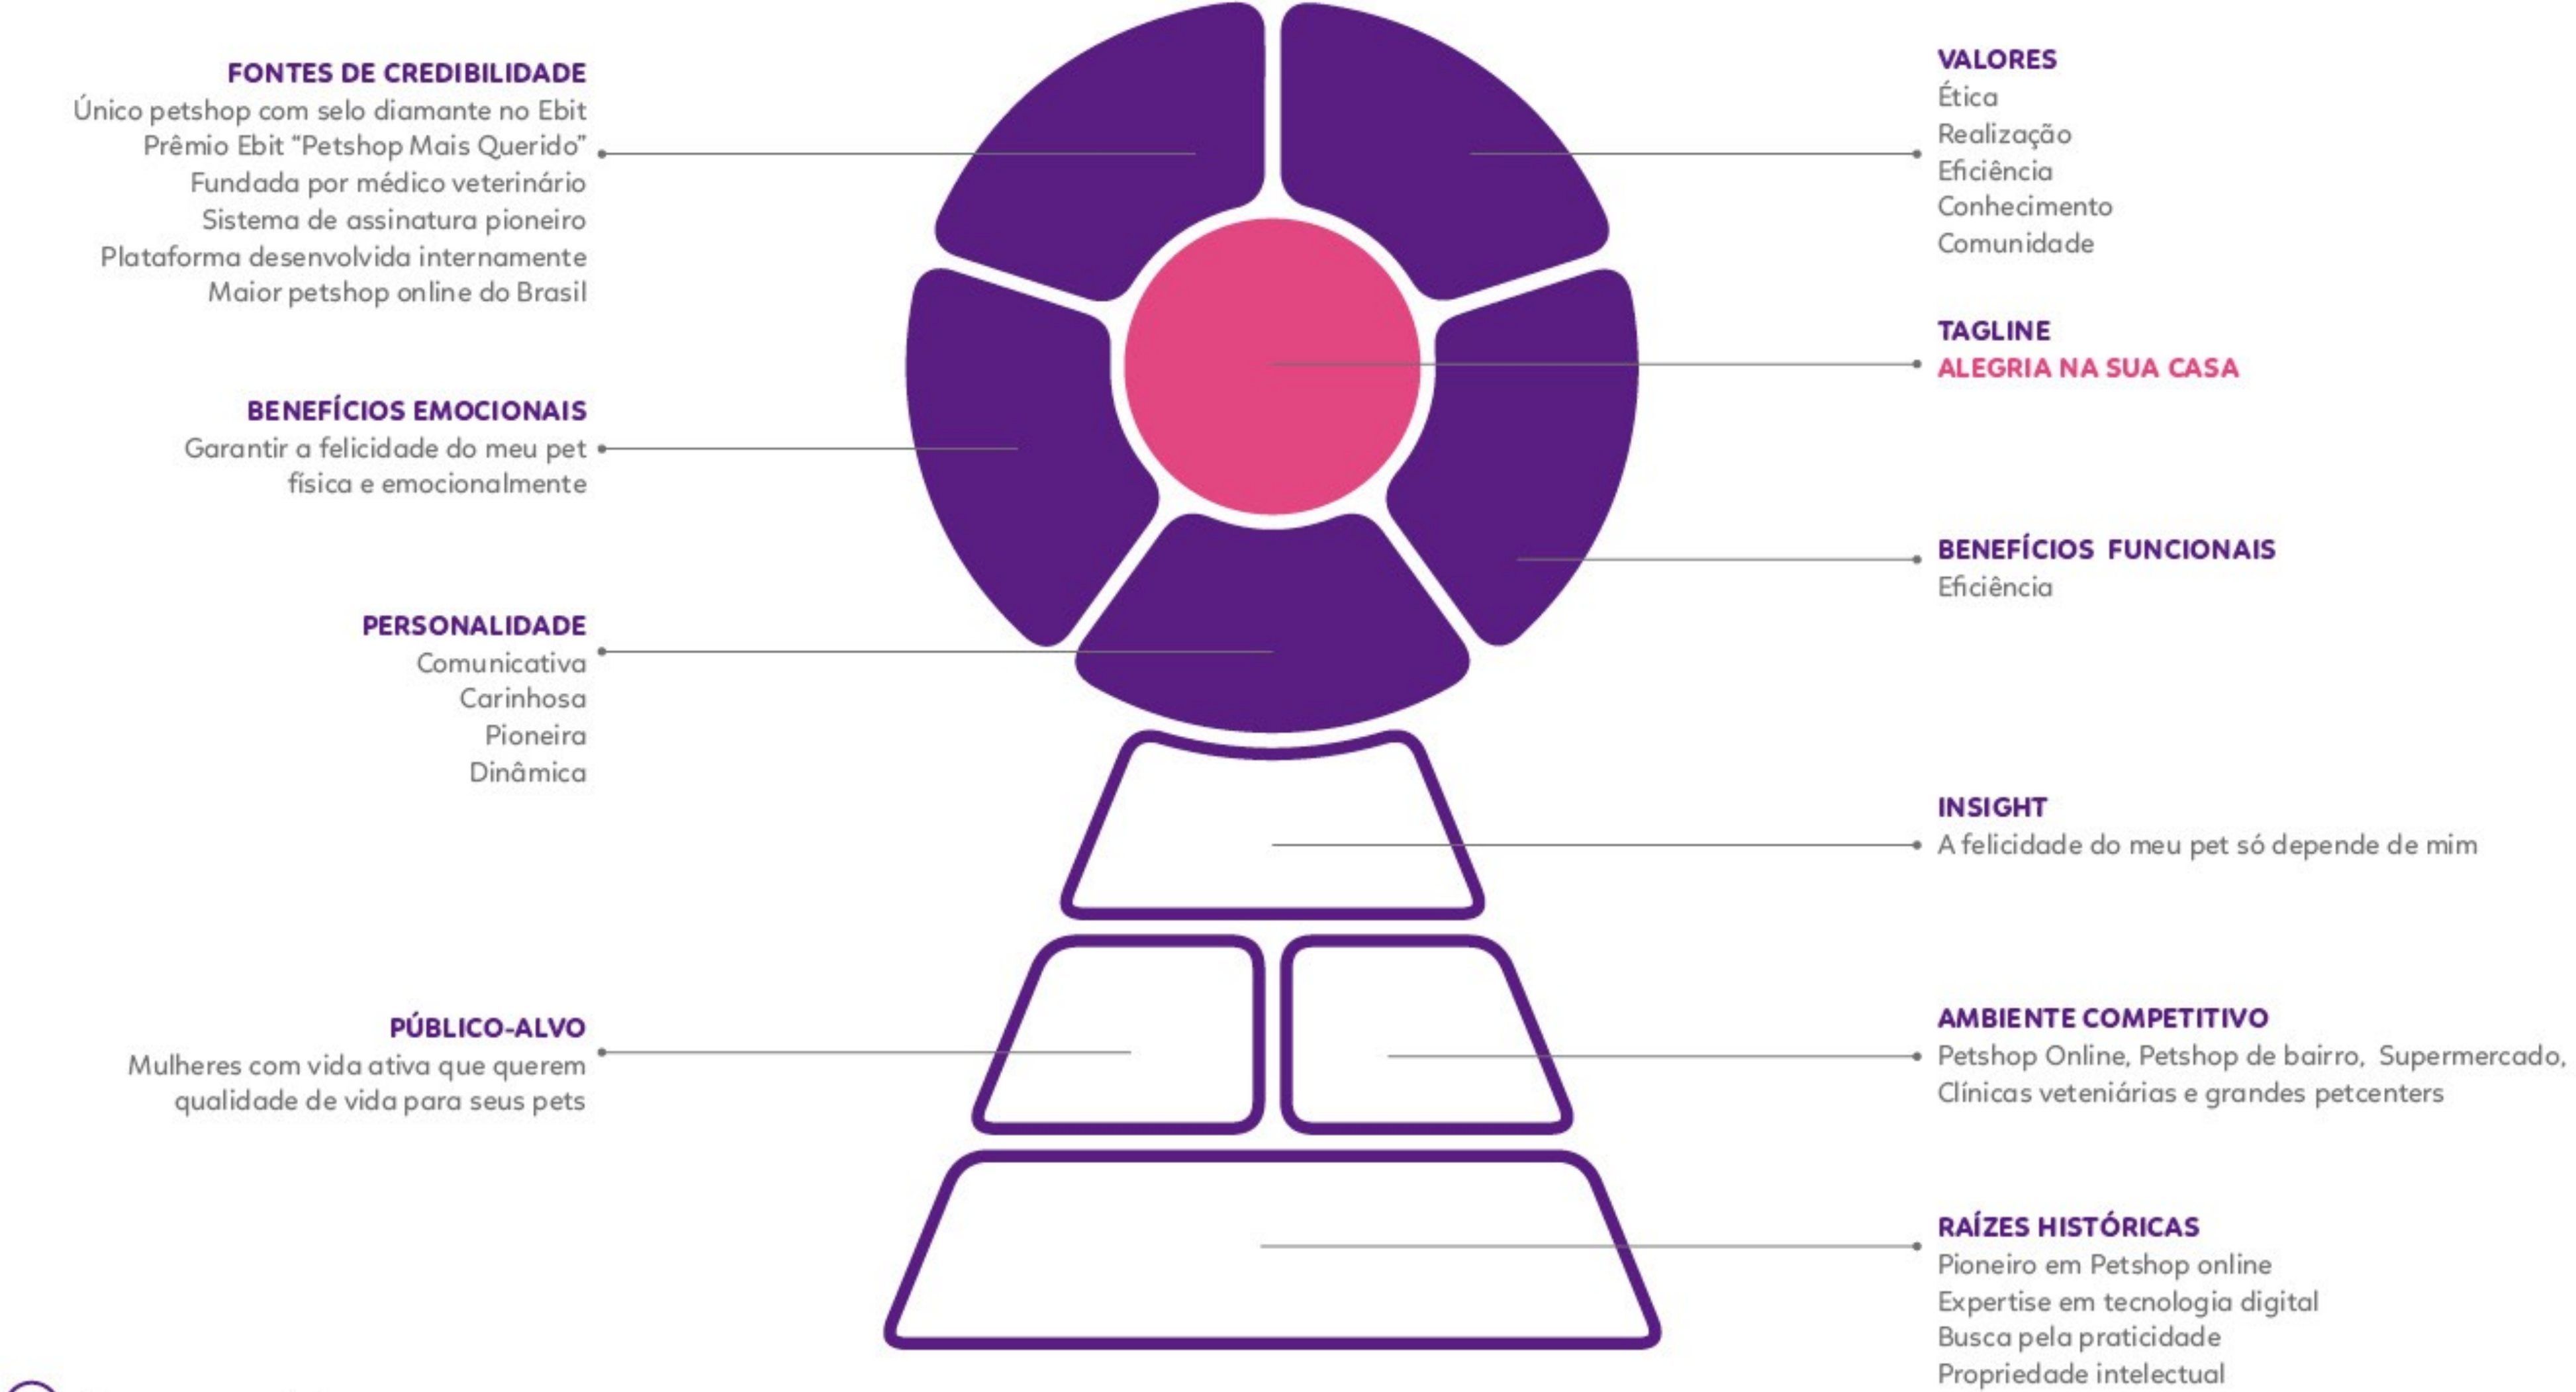 FONTES DE CREDIBILIDADE
Único petshop com selo diamante no Ebit
Prêmio Ebit “Petshop Mais Querido”
Fundada por médico veterinário
Sistema de assinatura pioneiro
Plataforma desenvolvida internamente
Maior petshop online do Brasil
BENEFÍCIOS EMOCIONAIS
Garantir a felicidade do meu pet
física e emocionalmente
PERSONALIDADE
Comunicativa
Carinhosa
Pioneira
Dinâmica
PÚBLICO-ALVO
Mulheres com vida ativa que querem
qualidade de vida para seus pets
VALORES
Ética
Realização
Eficiência
Conhecimento
Comunidade
TAGLINE
ALEGRIA NA SUA CASA
BENEFÍCIOS FUNCIONAIS
Eficiência
INSIGHT
A felicidade do meu pet só depende de mim
AMBIENTE COMPETITIVO
Petshop Online, Petshop de bairro, Supermercado,
Clínicas veteniárias e grandes petcenters
RAÍZES HISTÓRICAS
Pioneiro em Petshop online
Expertise em tecnologia digital
Busca pela praticidade
Propriedade intelectual